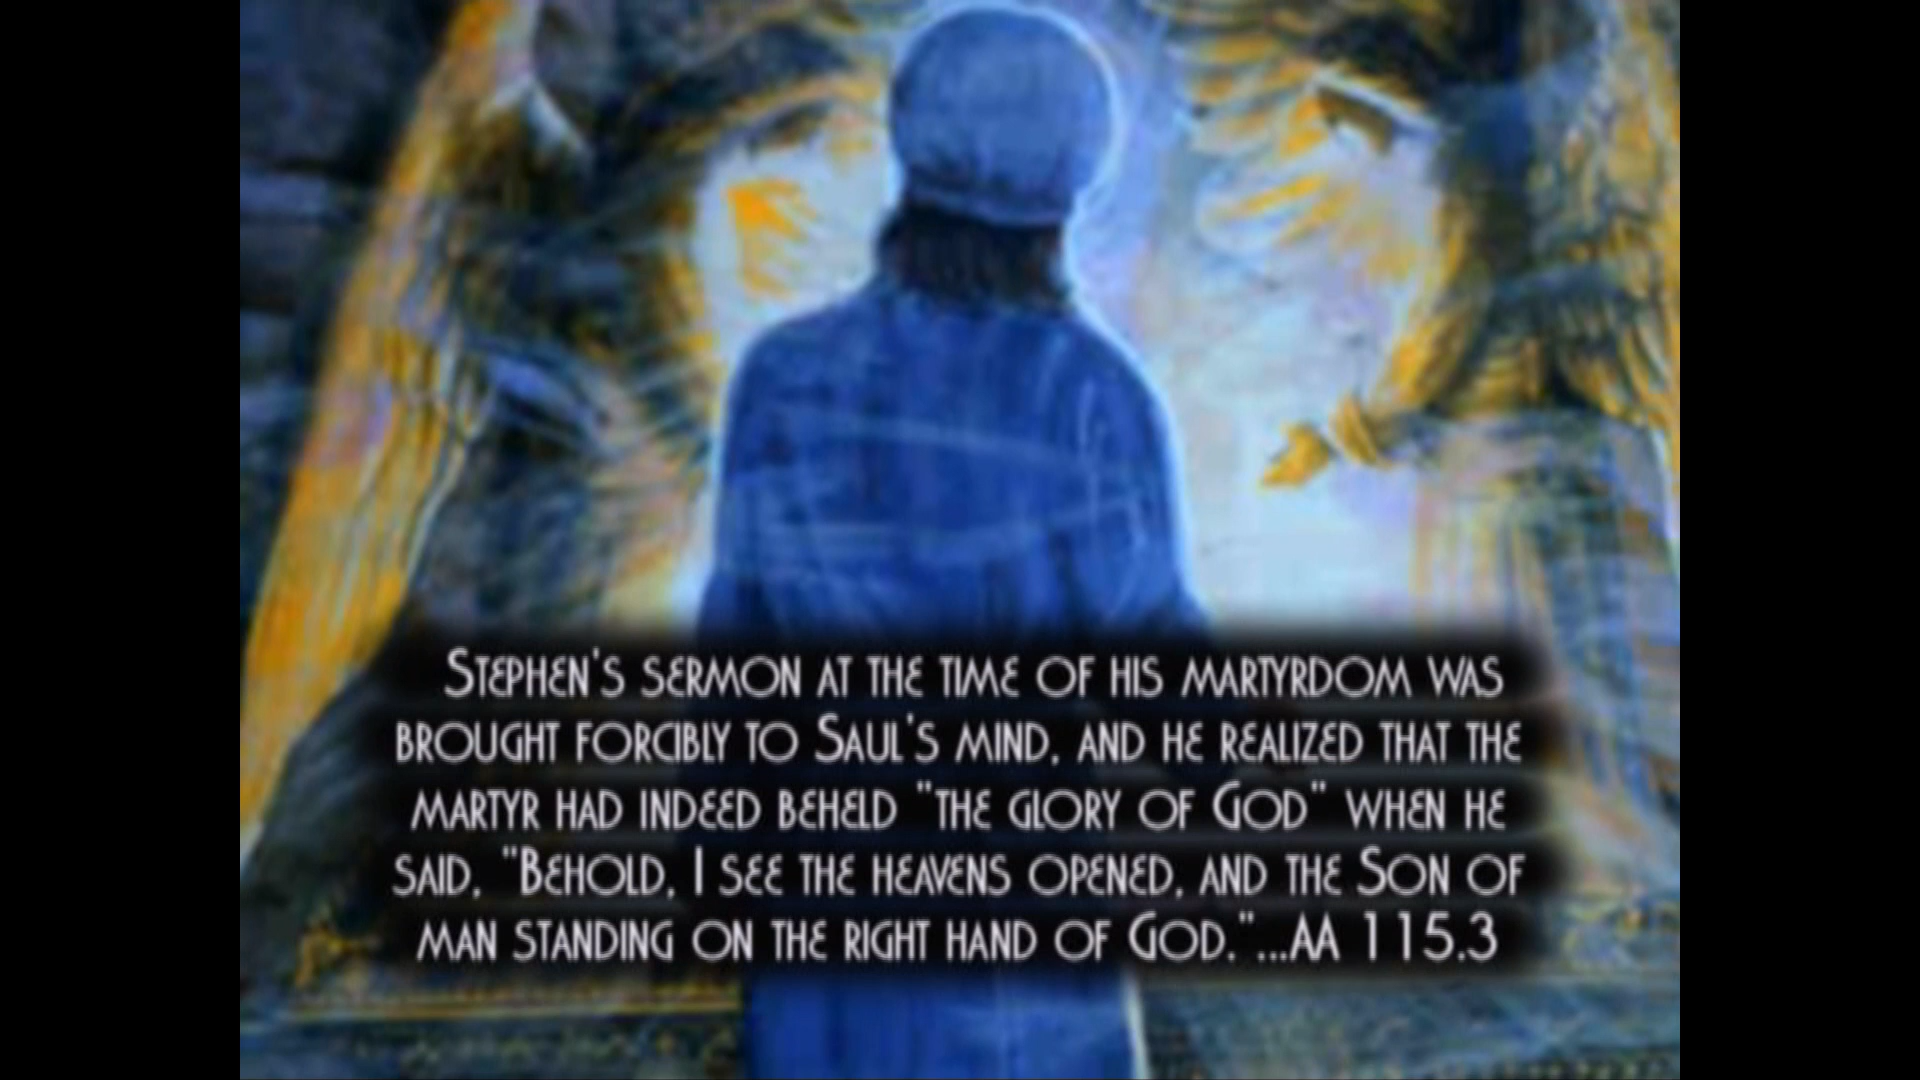 Stephen's sermon at the time of his martyrdom was
brought forcibly to Saul's mind, and he realized that the
martyr had indeed beheld "the glory of God" when he
said, "Behold, I see the heavens opened, and the Son of
man standing on the right hand of God."...AA 115.3